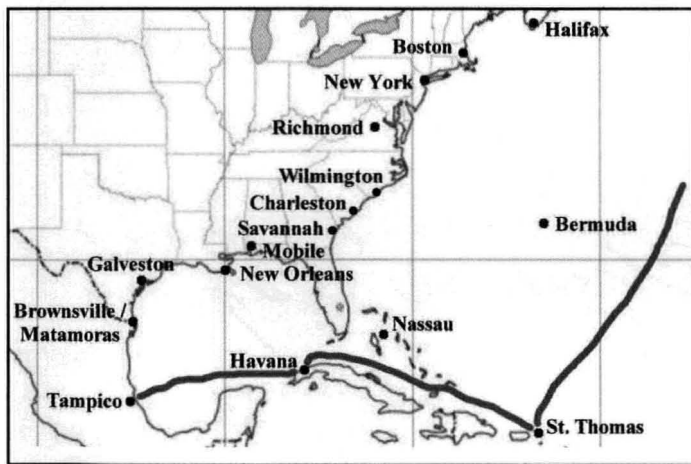 Halifax
Boston
New York
Richmond
Wilmington
Charleston
Savannah
Bermuda
Mobile
Galveston
New Orleans
Brownsville /
Matamoras
Nassau
Havana
Tampico
St. Thomas